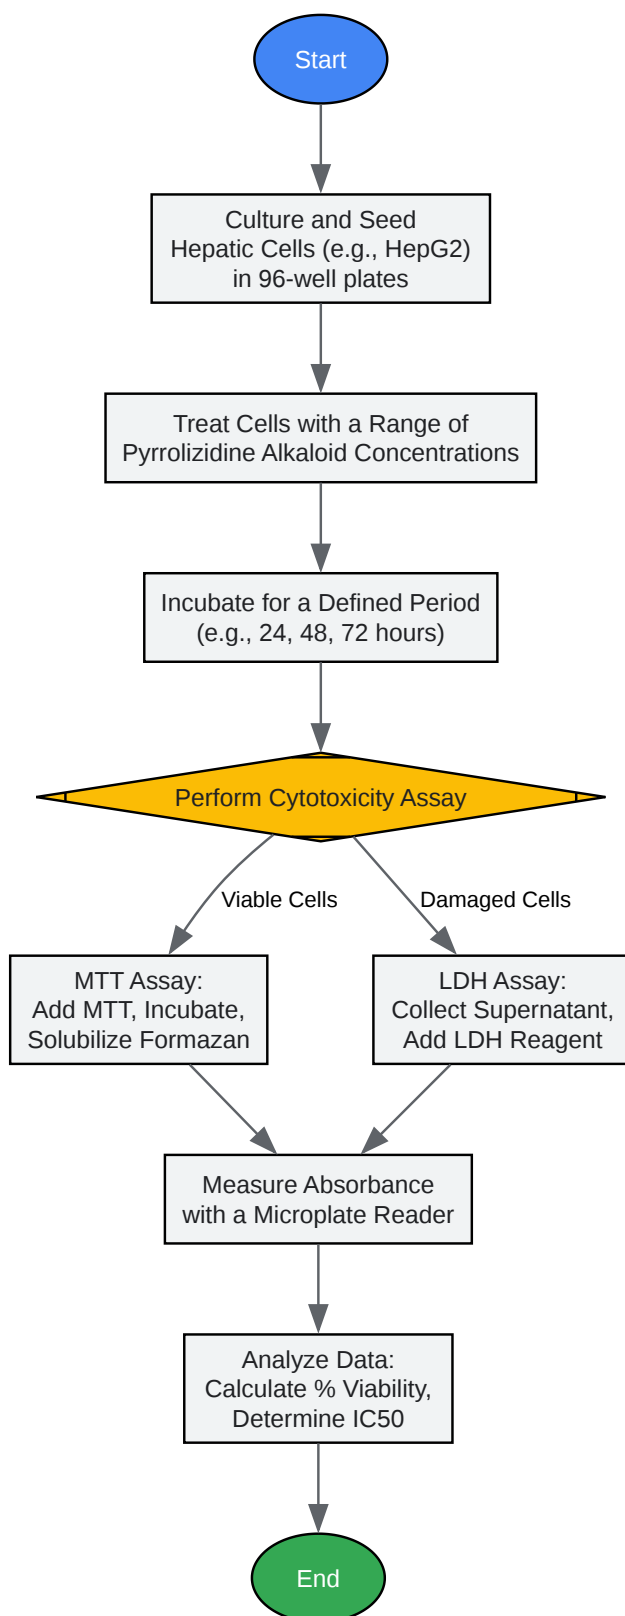 Start
Culture and Seed
Hepatic Cells (e.g., HepG2)
in 96-well plates
Treat Cells with a Range of
Pyrrolizidine Alkaloid Concentrations
Incubate for a Defined Period
(e.g., 24, 48, 72 hours)
Perform Cytotoxicity Assay
Viable Cells
Damaged Cells
MTT Assay:
Add MTT, Incubate,
Solubilize Formazan
LDH Assay:
Collect Supernatant,
Add LDH Reagent
Measure Absorbance
with a Microplate Reader
Analyze Data:
Calculate % Viability,
Determine IC50
End